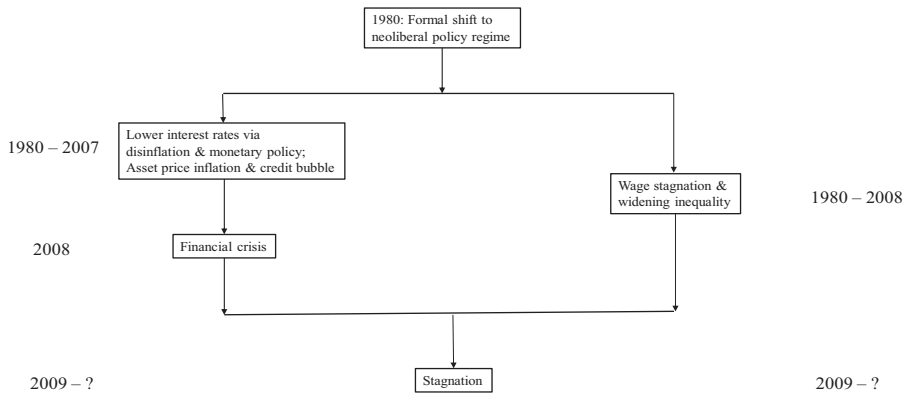 1980: Formal shift to
neoliberal policy regime
1980 – 2007
Lower interest rates via
disinflation & monetary policy;
Asset price inflation & credit bubble
Wage stagnation &
widening inequality
1980 – 2008
2008
Financial crisis
2009 – ?
Stagnation
2009 – ?